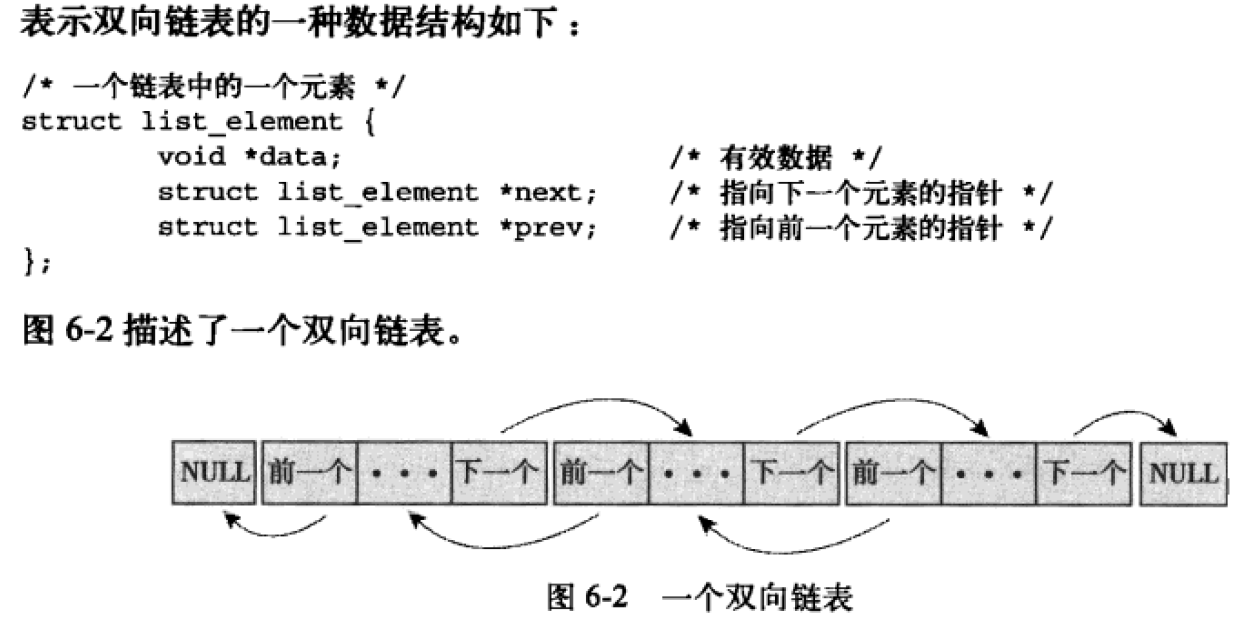 表示双向链表的一种数据结构如下：
/* 一个链表中的一个元素 */
struct list_element {
void *data; /* 有效数据 */
struct list_element *next; /* 指向下一个元素的指针 */
struct list_element *prev; /* 指向前一个元素的指针 */
};
图 6-2 描述了一个双向链表。
NULL 前一个 ··· 下一个 前一个 ··· 下一个 前一个 ··· 下一个 NULL
图 6-2 一个双向链表